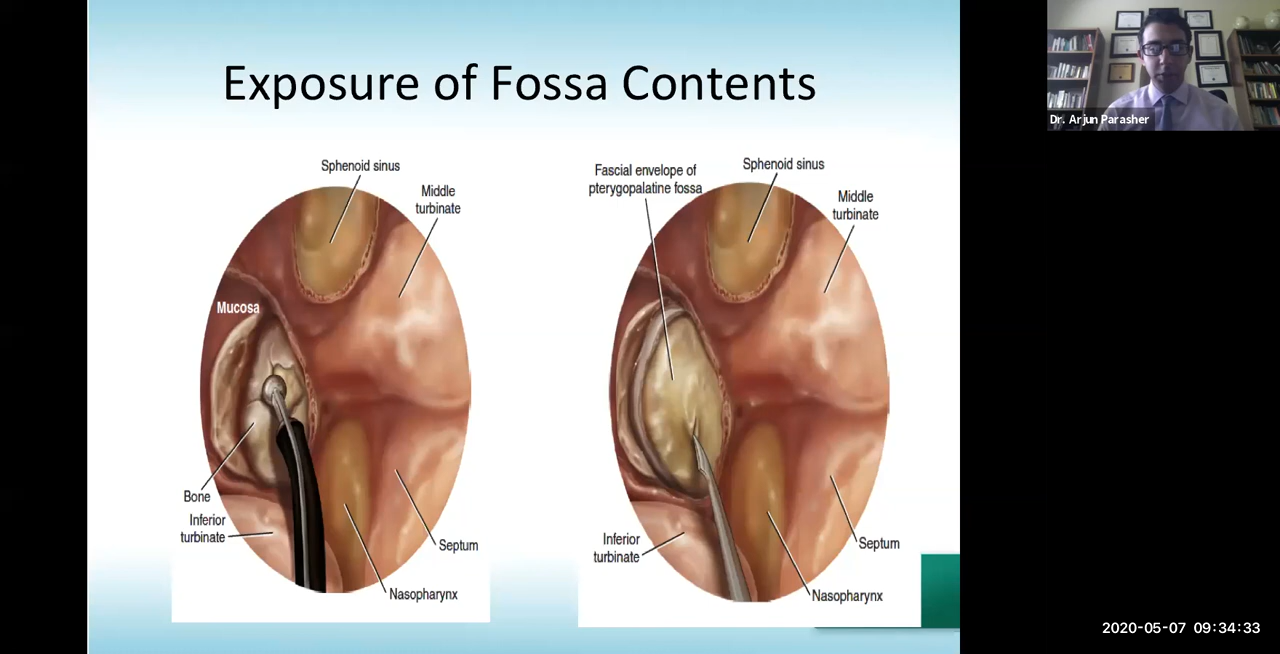 Exposure of Fossa Contents
Sphenoid sinus
Middle
turbinate
Mucosa
Bone
Inferior
turbinate
Septum
Nasopharynx
Fascial envelope of
pterygopalatine fossa
Sphenoid sinus
Middle
turbinate
Inferior
turbinate
Septum
Nasopharynx
Dr. Arjun Parasher
2020-05-07 09:34:33